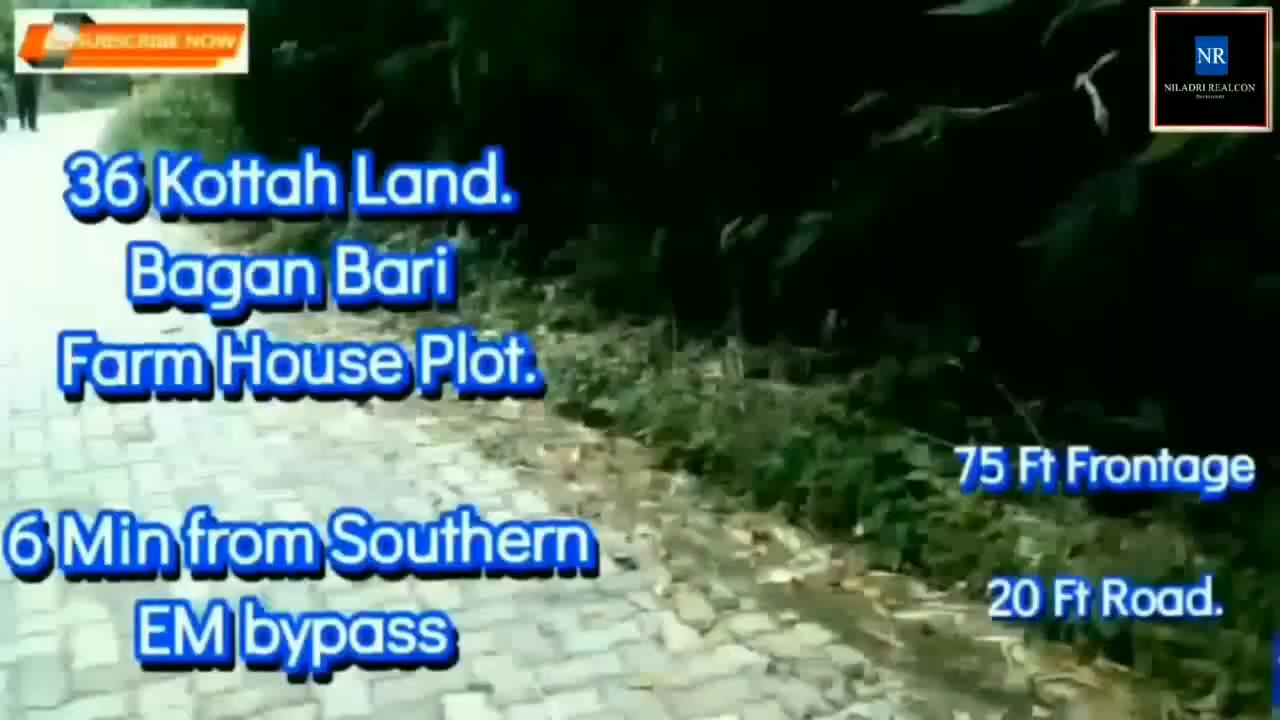 SUBSCRIBE NOW
NR
NILADRI REALCON
36 Kottah Land.
Bagan Bari
Farm House Plot.
75 Ft Frontage
6 Min from Southern
EM bypass
20 Ft Road.